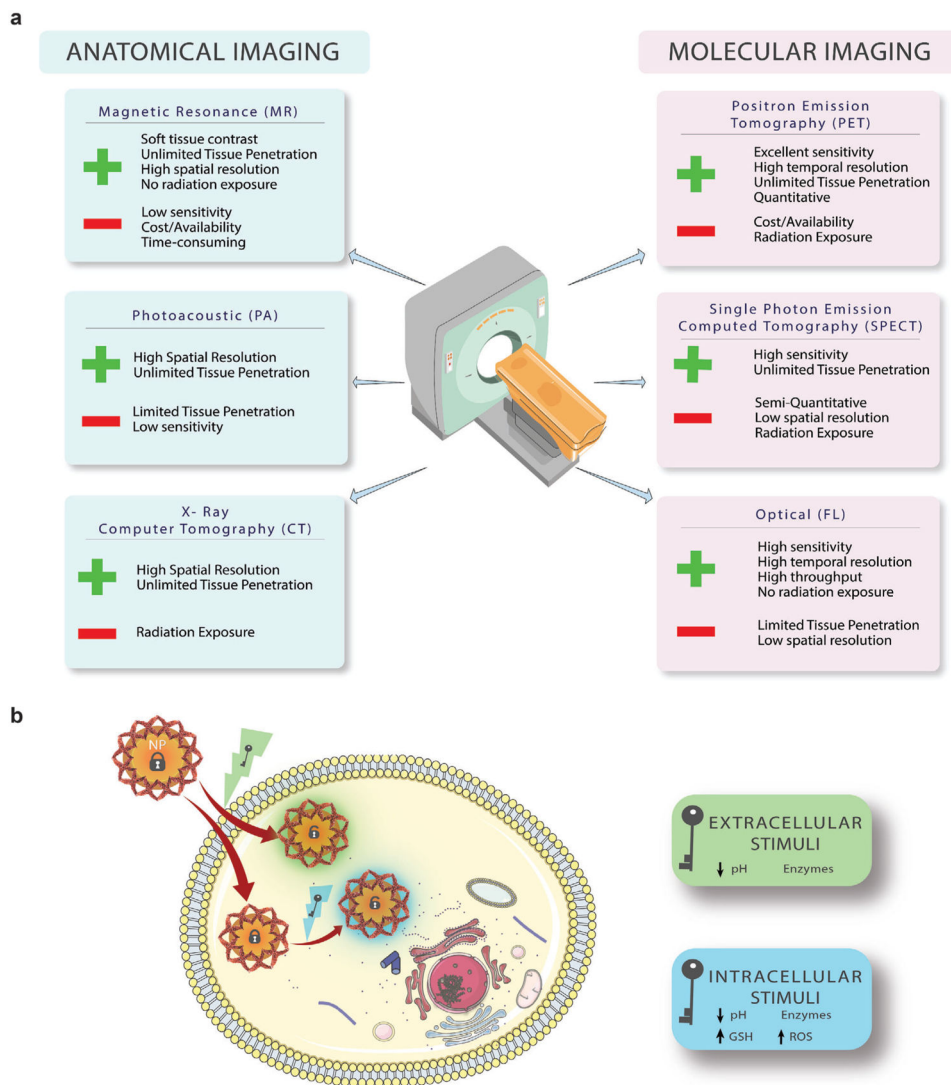 a
ANATOMICAL IMAGING
Magnetic Resonance (MR)
Soft tissue contrast
Unlimited Tissue Penetration
High spatial resolution
No radiation exposure
Low sensitivity
Cost/Availability
Time-consuming
Photoacoustic (PA)
High Spatial Resolution
Unlimited Tissue Penetration
Limited Tissue Penetration
Low sensitivity
X- Ray
Computer Tomography (CT)
High Spatial Resolution
Unlimited Tissue Penetration
Radiation Exposure
MOLECULAR IMAGING
Positron Emission
Tomography (PET)
Excellent sensitivity
High temporal resolution
Unlimited Tissue Penetration
Quantitative
Cost/Availability
Radiation Exposure
Single Photon Emission
Computed Tomography (SPECT)
High sensitivity
Unlimited Tissue Penetration
Semi-Quantitative
Low spatial resolution
Radiation Exposure
Optical (FL)
High sensitivity
High temporal resolution
High throughput
No radiation exposure
Limited Tissue Penetration
Low spatial resolution
b
NP
EXTRACELLULAR
STIMULI
pH Enzymes
INTRACELLULAR
STIMULI
pH Enzymes
GSH ROS